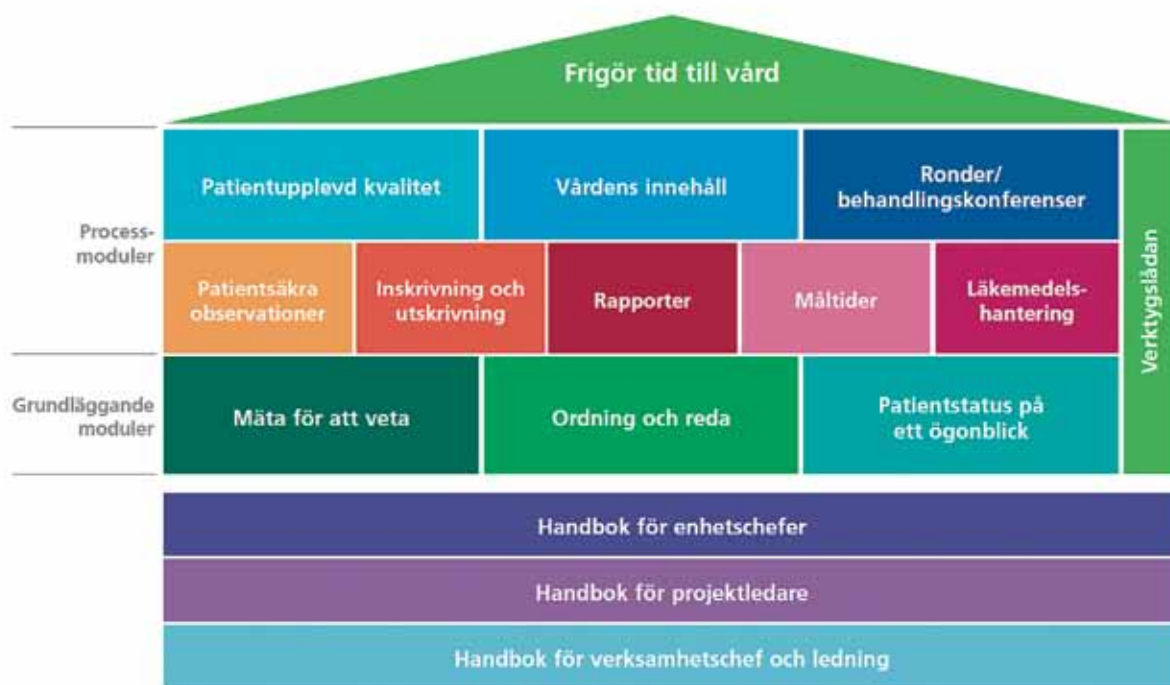 Frigör tid till vård
Process-
moduler
Patientupplevd kvalitet
Vårdens innehåll
Ronder/
behandlingskonferenser
Patientsäkra
observationer
Inskrivning och
utskrivning
Rapporter
Måltider
Läkemedels-
hantering
Verktygslådan
Grundläggande
moduler
Mäta för att veta
Ordning och reda
Patientstatus på
ett ögonblick
Handbok för enhetschefer
Handbok för projektledare
Handbok för verksamhetschef och ledning